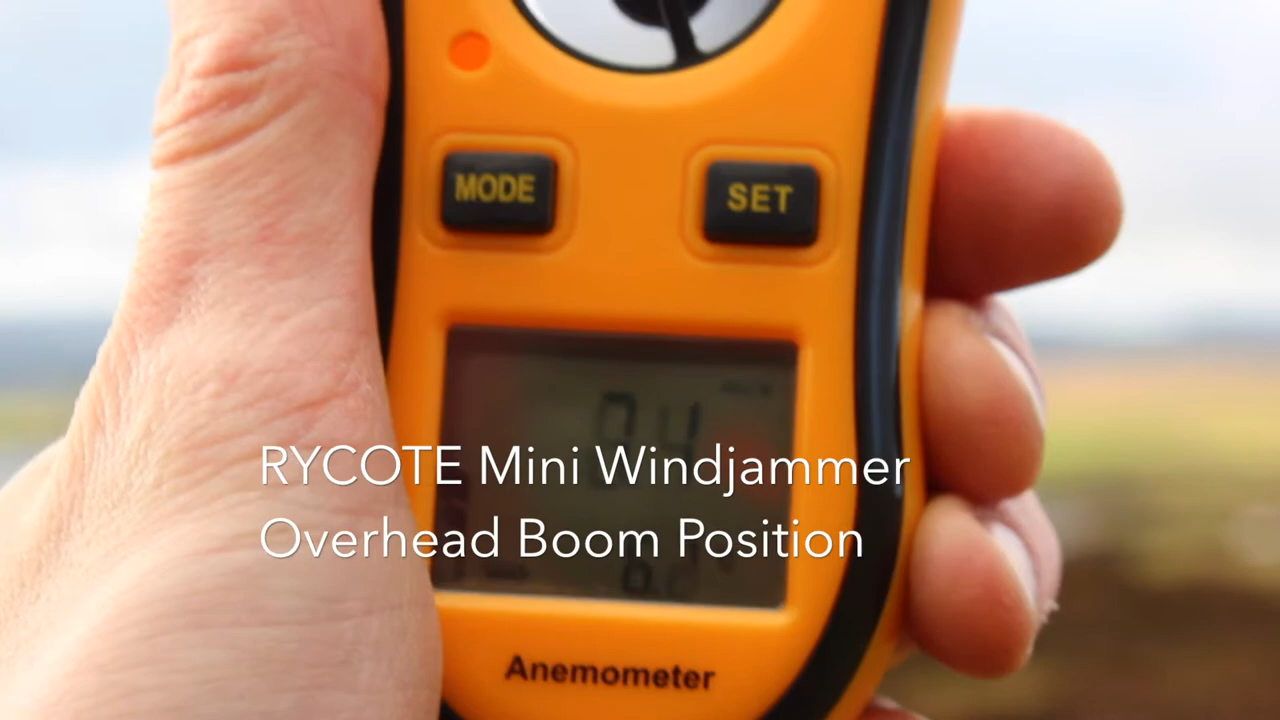 MODE
SET
RYCOTE Mini Windjammer
Overhead Boom Position
Anemometer